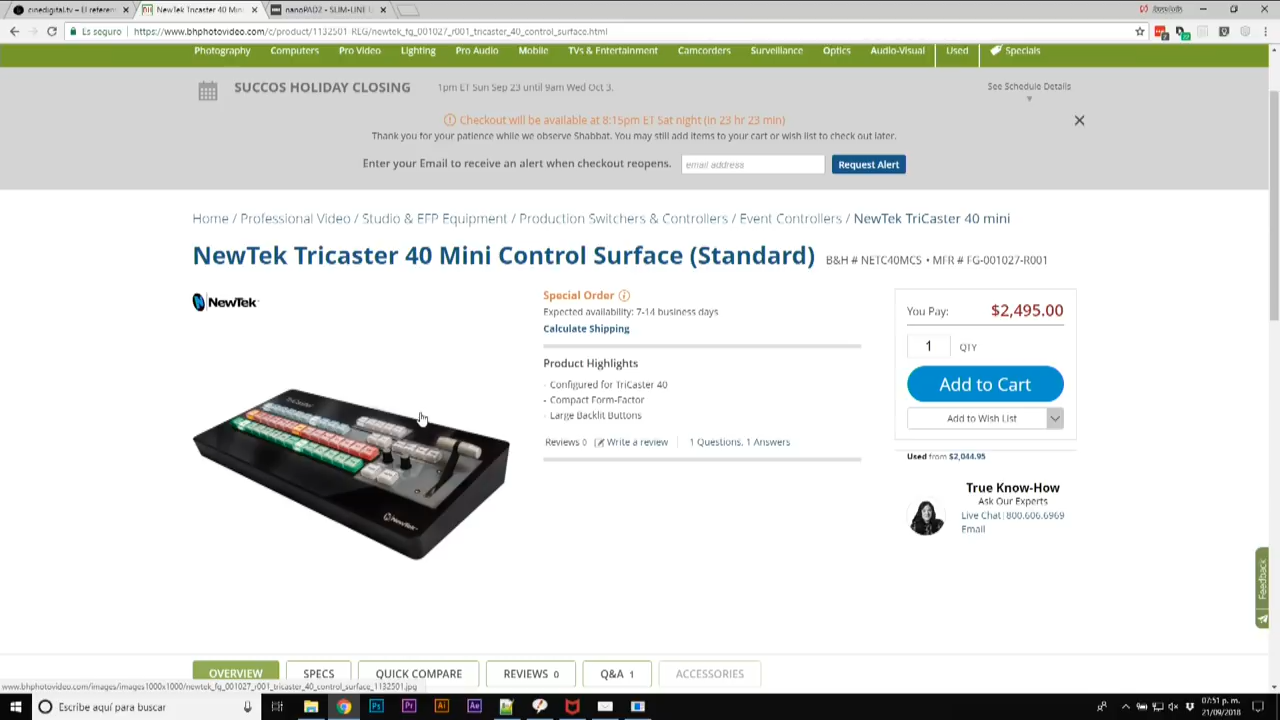 cinedigital.tv – El referen
NewTek Tricaster 40 Mini
nanoPAD2 - SLIM-LINE U
Es seguro
https://www.bhphotovideo.com/c/product/1132501-REG/newtek_fg_001027_r001_tricaster_40_control_surface.html
Photography Computers Pro Video Lighting Pro Audio Mobile TVs & Entertainment Camcorders Surveillance Optics Audio-Visual Used Specials
SUCCOS HOLIDAY CLOSING 1pm ET Sun Sep 23 until 9am Wed Oct 3. See Schedule Details
Checkout will be available at 8:15pm ET Sat night (in 23 hr 23 min)
Thank you for your patience while we observe Shabbat. You may still add items to your cart or wish list to check out later.
Enter your Email to receive an alert when checkout reopens. email address Request Alert
Home / Professional Video / Studio & EFP Equipment / Production Switchers & Controllers / Event Controllers / NewTek TriCaster 40 mini
NewTek Tricaster 40 Mini Control Surface (Standard) B&H # NETC40MCS • MFR # FG-001027-R001
NewTek
Special Order
Expected availability: 7-14 business days
Calculate Shipping
Product Highlights
- Configured for TriCaster 40
- Compact Form-Factor
- Large Backlit Buttons
Reviews 0 Write a review | 1 Questions, 1 Answers
You Pay: $2,495.00
1 QTY
Add to Cart
Add to Wish List
Used from $2,044.95
True Know-How
Ask Our Experts
Live Chat | 800.606.6969
Email
TriCaster
NewTek
Feedback
OVERVIEW SPECS QUICK COMPARE REVIEWS 0 Q&A 1 ACCESSORIES
www.bhphotovideo.com/images/images1000x1000/newtek_fg_001027_r001_tricaster_40_control_surface_1132501.jpg
Escribe aquí para buscar
Ps Pr Ai Ae
07:51 p. m.
21/09/2018